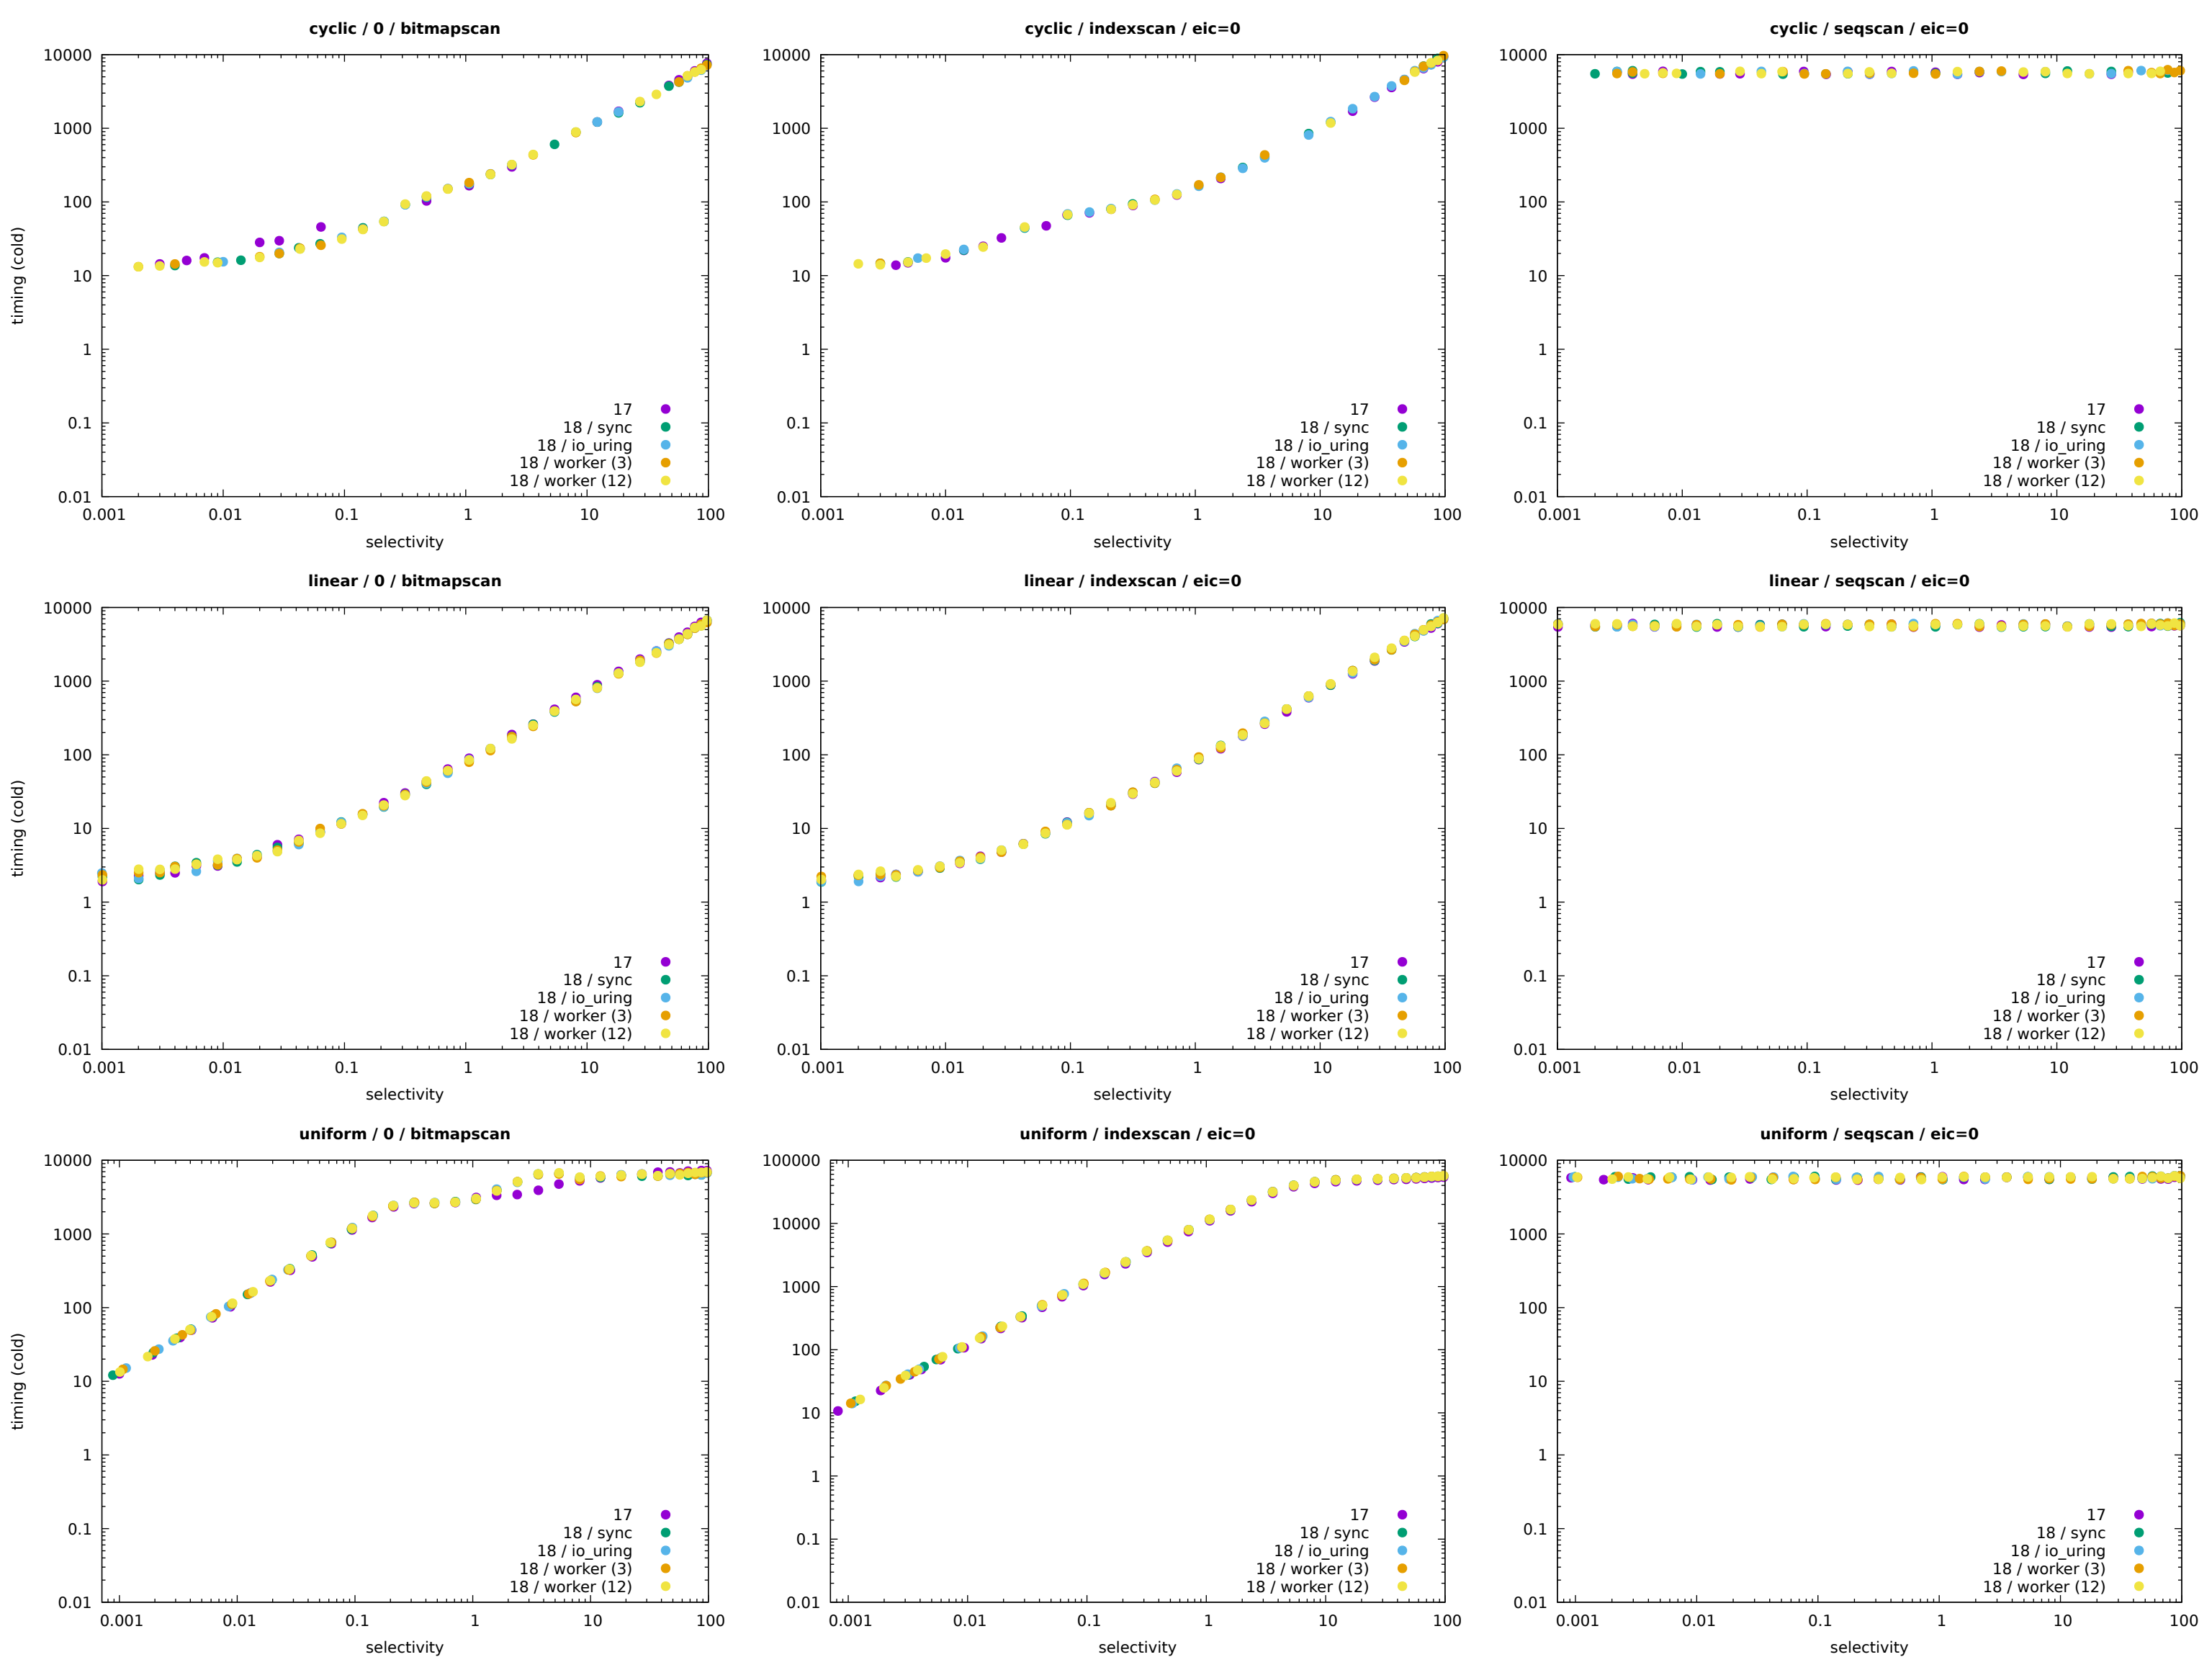 cyclic / 0 / bitmapscan
10000
1000
100
10
1
0.1
0.01
timing (cold)
0.001 0.01 0.1 1 10 100
selectivity
17
18 / sync
18 / io_uring
18 / worker (3)
18 / worker (12)
cyclic / indexscan / eic=0
10000
1000
100
10
1
0.1
0.01
0.001 0.01 0.1 1 10 100
selectivity
17
18 / sync
18 / io_uring
18 / worker (3)
18 / worker (12)
cyclic / seqscan / eic=0
10000
1000
100
10
1
0.1
0.01
0.001 0.01 0.1 1 10 100
selectivity
17
18 / sync
18 / io_uring
18 / worker (3)
18 / worker (12)
linear / 0 / bitmapscan
10000
1000
100
10
1
0.1
0.01
timing (cold)
0.001 0.01 0.1 1 10 100
selectivity
17
18 / sync
18 / io_uring
18 / worker (3)
18 / worker (12)
linear / indexscan / eic=0
10000
1000
100
10
1
0.1
0.01
0.001 0.01 0.1 1 10 100
selectivity
17
18 / sync
18 / io_uring
18 / worker (3)
18 / worker (12)
linear / seqscan / eic=0
10000
1000
100
10
1
0.1
0.01
0.001 0.01 0.1 1 10 100
selectivity
17
18 / sync
18 / io_uring
18 / worker (3)
18 / worker (12)
uniform / 0 / bitmapscan
10000
1000
100
10
1
0.1
0.01
timing (cold)
0.001 0.01 0.1 1 10 100
selectivity
17
18 / sync
18 / io_uring
18 / worker (3)
18 / worker (12)
uniform / indexscan / eic=0
100000
10000
1000
100
10
1
0.1
0.01
0.001 0.01 0.1 1 10 100
selectivity
17
18 / sync
18 / io_uring
18 / worker (3)
18 / worker (12)
uniform / seqscan / eic=0
10000
1000
100
10
1
0.1
0.01
0.001 0.01 0.1 1 10 100
selectivity
17
18 / sync
18 / io_uring
18 / worker (3)
18 / worker (12)